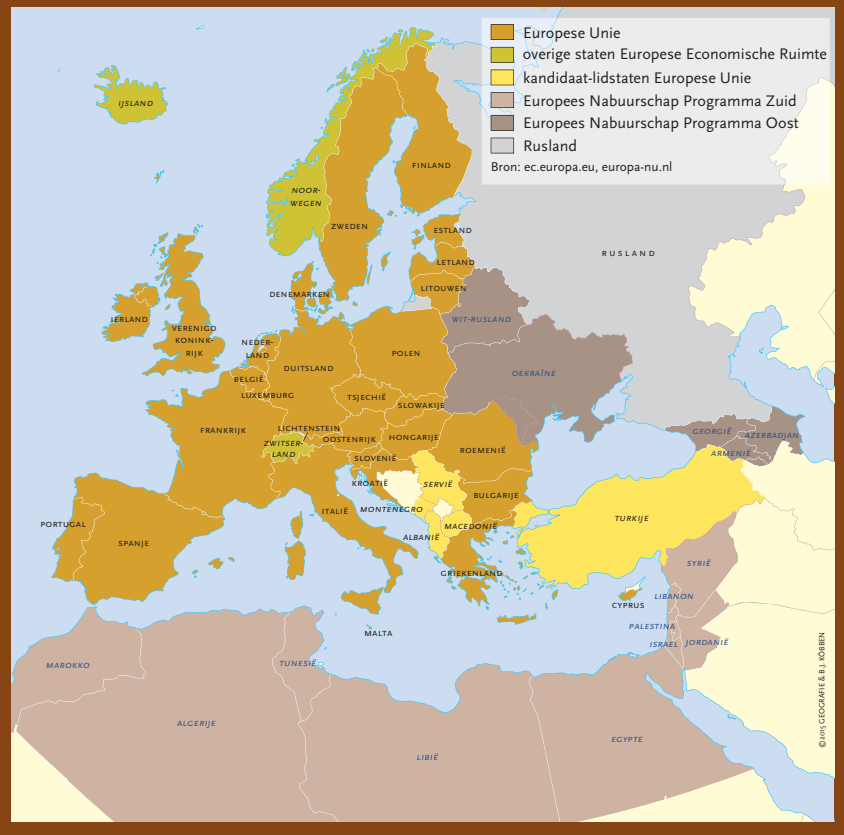 Europese Unie
overige staten Europese Economische Ruimte
kandidaat-lidstaten Europese Unie
Europees Nabuurschap Programma Zuid
Europees Nabuurschap Programma Oost
Rusland
Bron: ec.europa.eu, europa-nu.nl
IJSLAND
FINLAND
NOOR-
WEGEN
ZWEDEN
ESTLAND
RUSLAND
LETLAND
LITOUWEN
DENEMARKEN
IERLAND
VERENIGD
KONINK-
RIJK
WIT-RUSLAND
NEDER-
LAND
POLEN
DUITSLAND
OEKRAÏNE
BELGIË
LUXEMBURG
TSJECHIË
SLOWAKIJE
FRANKRIJK
LICHTENSTEIN
OOSTENRIJK
HONGARIJE
ZWITSER-
LAND
GEORGIË
AZERBADJAN
ARMENIË
ROEMENIË
SLOVENIË
KROATIË
SERVIË
BULGARIJE
MONTENEGRO
ITALIË
MACEDONIË
TURKIJE
PORTUGAL
SPANJE
ALBANIË
GRIEKENLAND
SYRIË
CYPRUS
LIBANON
MALTA
PALESTINA
ISRAEL
JORDANIË
MAROKKO
TUNESIË
ALGERIJE
LIBIË
EGYPTE
©2015 GEOGRAFIE & B.J. KÖBBEN